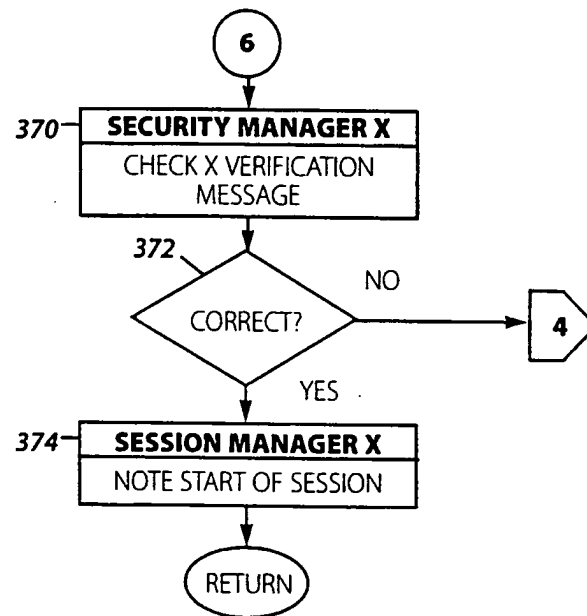 6
370
SECURITY MANAGER X
CHECK X VERIFICATION
MESSAGE
372
NO
CORRECT?
4
YES
374
SESSION MANAGER X
NOTE START OF SESSION
RETURN